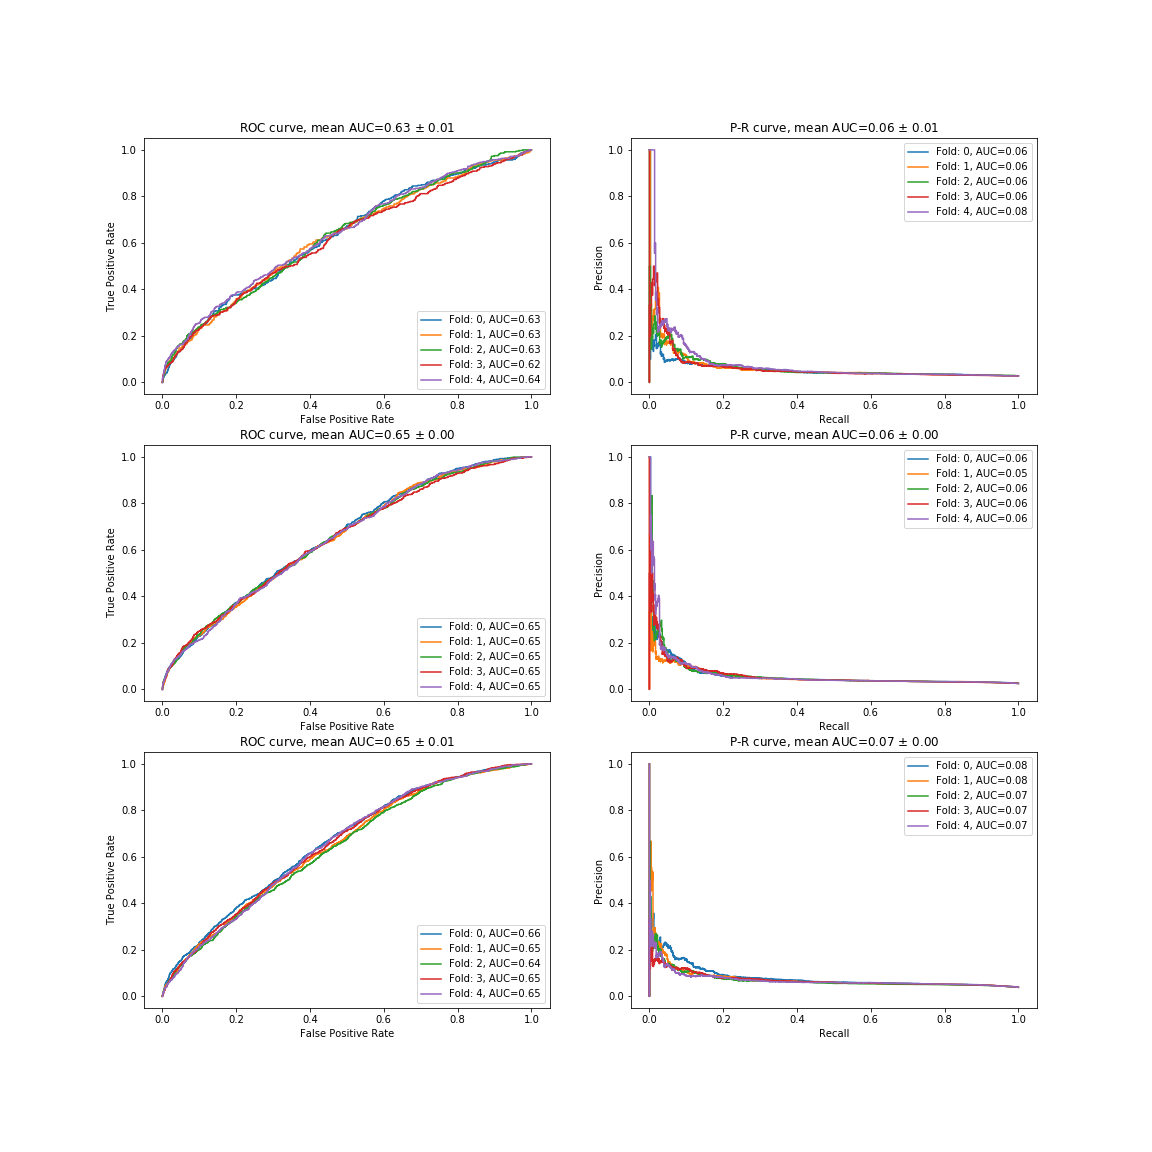 ROC curve, mean AUC=0.63 ± 0.01
True Positive Rate
1.0
0.8
0.6
0.4
0.2
0.0
Fold: 0, AUC=0.63
Fold: 1, AUC=0.63
Fold: 2, AUC=0.63
Fold: 3, AUC=0.62
Fold: 4, AUC=0.64
0.0 0.2 0.4 0.6 0.8 1.0
False Positive Rate
P-R curve, mean AUC=0.06 ± 0.01
Precision
1.0
0.8
0.6
0.4
0.2
0.0
Fold: 0, AUC=0.06
Fold: 1, AUC=0.06
Fold: 2, AUC=0.06
Fold: 3, AUC=0.06
Fold: 4, AUC=0.08
0.0 0.2 0.4 0.6 0.8 1.0
Recall
ROC curve, mean AUC=0.65 ± 0.00
True Positive Rate
1.0
0.8
0.6
0.4
0.2
0.0
Fold: 0, AUC=0.65
Fold: 1, AUC=0.65
Fold: 2, AUC=0.65
Fold: 3, AUC=0.65
Fold: 4, AUC=0.65
0.0 0.2 0.4 0.6 0.8 1.0
False Positive Rate
P-R curve, mean AUC=0.06 ± 0.00
Precision
1.0
0.8
0.6
0.4
0.2
0.0
Fold: 0, AUC=0.06
Fold: 1, AUC=0.05
Fold: 2, AUC=0.06
Fold: 3, AUC=0.06
Fold: 4, AUC=0.06
0.0 0.2 0.4 0.6 0.8 1.0
Recall
ROC curve, mean AUC=0.65 ± 0.01
True Positive Rate
1.0
0.8
0.6
0.4
0.2
0.0
Fold: 0, AUC=0.66
Fold: 1, AUC=0.65
Fold: 2, AUC=0.64
Fold: 3, AUC=0.65
Fold: 4, AUC=0.65
0.0 0.2 0.4 0.6 0.8 1.0
False Positive Rate
P-R curve, mean AUC=0.07 ± 0.00
Precision
1.0
0.8
0.6
0.4
0.2
0.0
Fold: 0, AUC=0.08
Fold: 1, AUC=0.08
Fold: 2, AUC=0.07
Fold: 3, AUC=0.07
Fold: 4, AUC=0.07
0.0 0.2 0.4 0.6 0.8 1.0
Recall